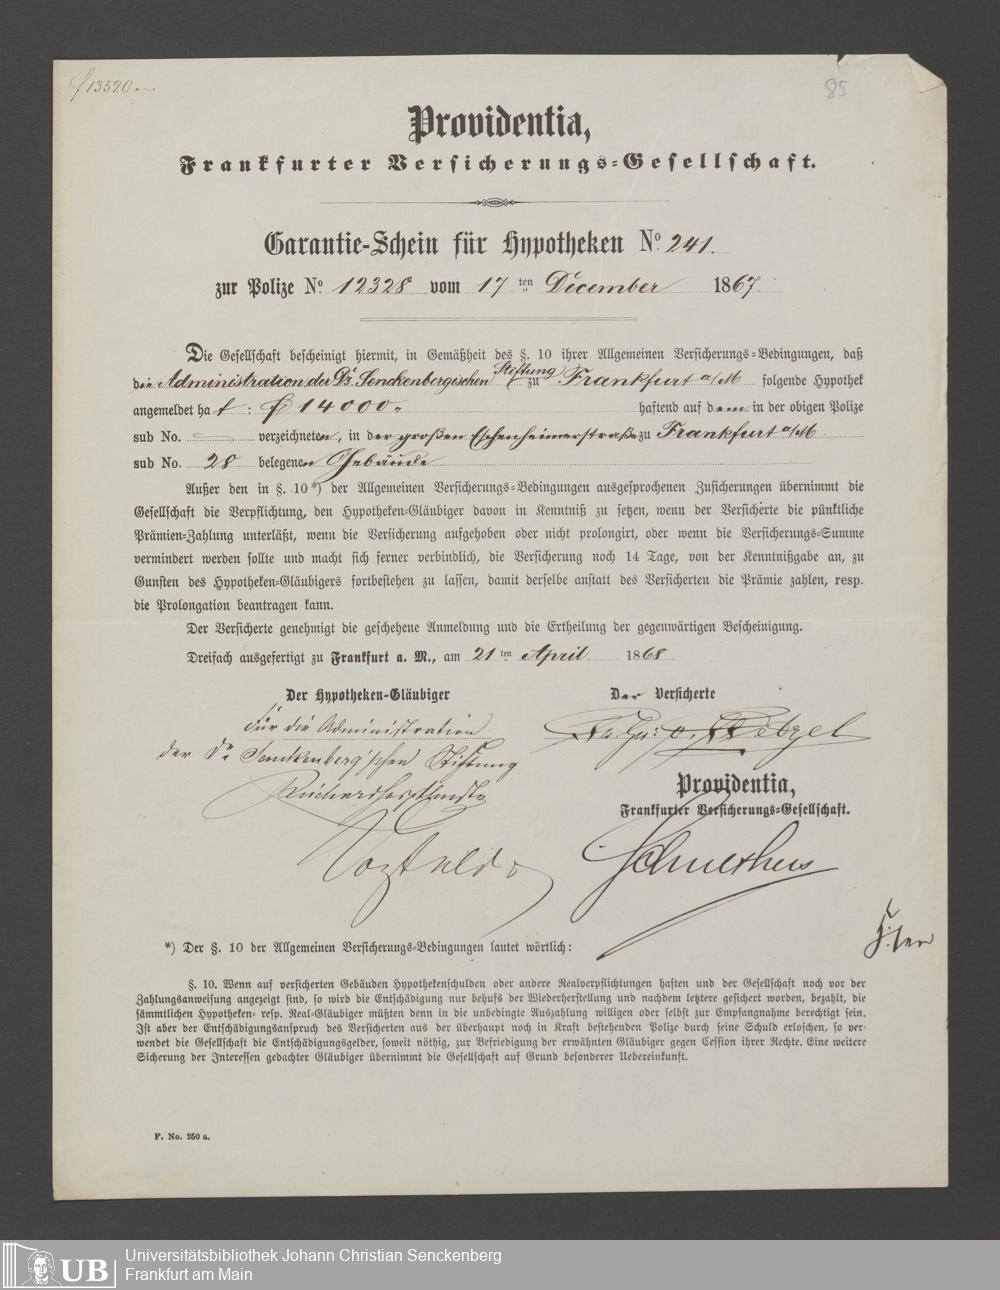 f 13520.-
85
Providentia,
Frankfurter Versicherungs-Gesellschaft.
Garantie-Schein für Hypotheken No. 241.
zur Polize No. 12328 vom 17ten December 1867.
Die Gesellschaft bescheinigt hiermit, in Gemäßheit des §. 10 ihrer Allgemeinen Versicherungs-Bedingungen, daß
die Administration der Dr. Senckenbergischen Stiftung zu Frankfurt a/M folgende Hypothek
angemeldet hat: f 14000.- haftend auf dem in der obigen Polize
sub No. verzeichneten, in der großen Eschenheimerstraße zu Frankfurt a/M
sub No. 28 belegenen Gebäude
Außer den in §. 10*) der Allgemeinen Versicherungs-Bedingungen ausgesprochenen Zusicherungen übernimmt die
Gesellschaft die Verpflichtung, den Hypotheken-Gläubiger davon in Kenntniß zu setzen, wenn der Versicherte die pünktliche
Prämien-Zahlung unterläßt, wenn die Versicherung aufgehoben oder nicht prolongirt, oder wenn die Versicherungs-Summe
vermindert werden sollte und macht sich ferner verbindlich, die Versicherung noch 14 Tage, von der Kenntnißgabe an, zu
Gunsten des Hypotheken-Gläubigers fortbestehen zu lassen, damit derselbe anstatt des Versicherten die Prämie zahlen, resp.
die Prolongation beantragen kann.
Der Versicherte genehmigt die geschehene Anmeldung und die Ertheilung der gegenwärtigen Bescheinigung.
Dreifach ausgefertigt zu Frankfurt a. M., am 21ten April 1868
Der Hypotheken-Gläubiger
Der Versicherte
Für die Administration
der Dr. Senckenberg'schen Stiftung
Providentia,
Frankfurter Versicherungs-Gesellschaft.
*) Der §. 10 der Allgemeinen Versicherungs-Bedingungen lautet wörtlich:
§. 10. Wenn auf versicherten Gebäuden Hypothekenschulden oder andere Realverpflichtungen haften und der Gesellschaft noch vor der
Zahlungsanweisung angezeigt sind, so wird die Entschädigung nur behufs der Wiederherstellung und nachdem letztere gesichert worden, bezahlt, die
sämmtlichen Hypotheken- resp. Real-Gläubiger müßten denn in die unbedingte Auszahlung willigen oder selbst zur Empfangnahme berechtigt sein.
Ist aber der Entschädigungsanspruch des Versicherten aus der überhaupt noch in Kraft bestehenden Polize durch seine Schuld erloschen, so ver-
wendet die Gesellschaft die Entschädigungsgelder, soweit nöthig, zur Befriedigung der erwähnten Gläubiger gegen Cession ihrer Rechte. Eine weitere
Sicherung der Interessen gedachter Gläubiger übernimmt die Gesellschaft auf Grund besonderer Uebereinkunft.
F. No. 250 a.
UB
Universitätsbibliothek Johann Christian Senckenberg
Frankfurt am Main